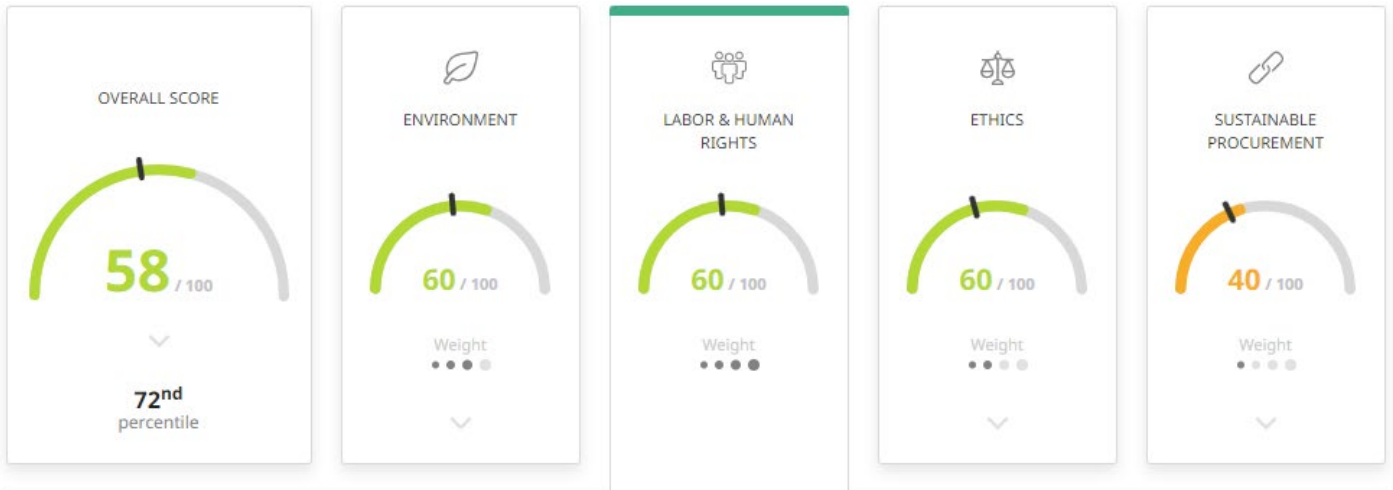 OVERALL SCORE
58 / 100
72nd
percentile
ENVIRONMENT
60 / 100
Weight
LABOR & HUMAN
RIGHTS
60 / 100
Weight
ETHICS
60 / 100
Weight
SUSTAINABLE
PROCUREMENT
40 / 100
Weight